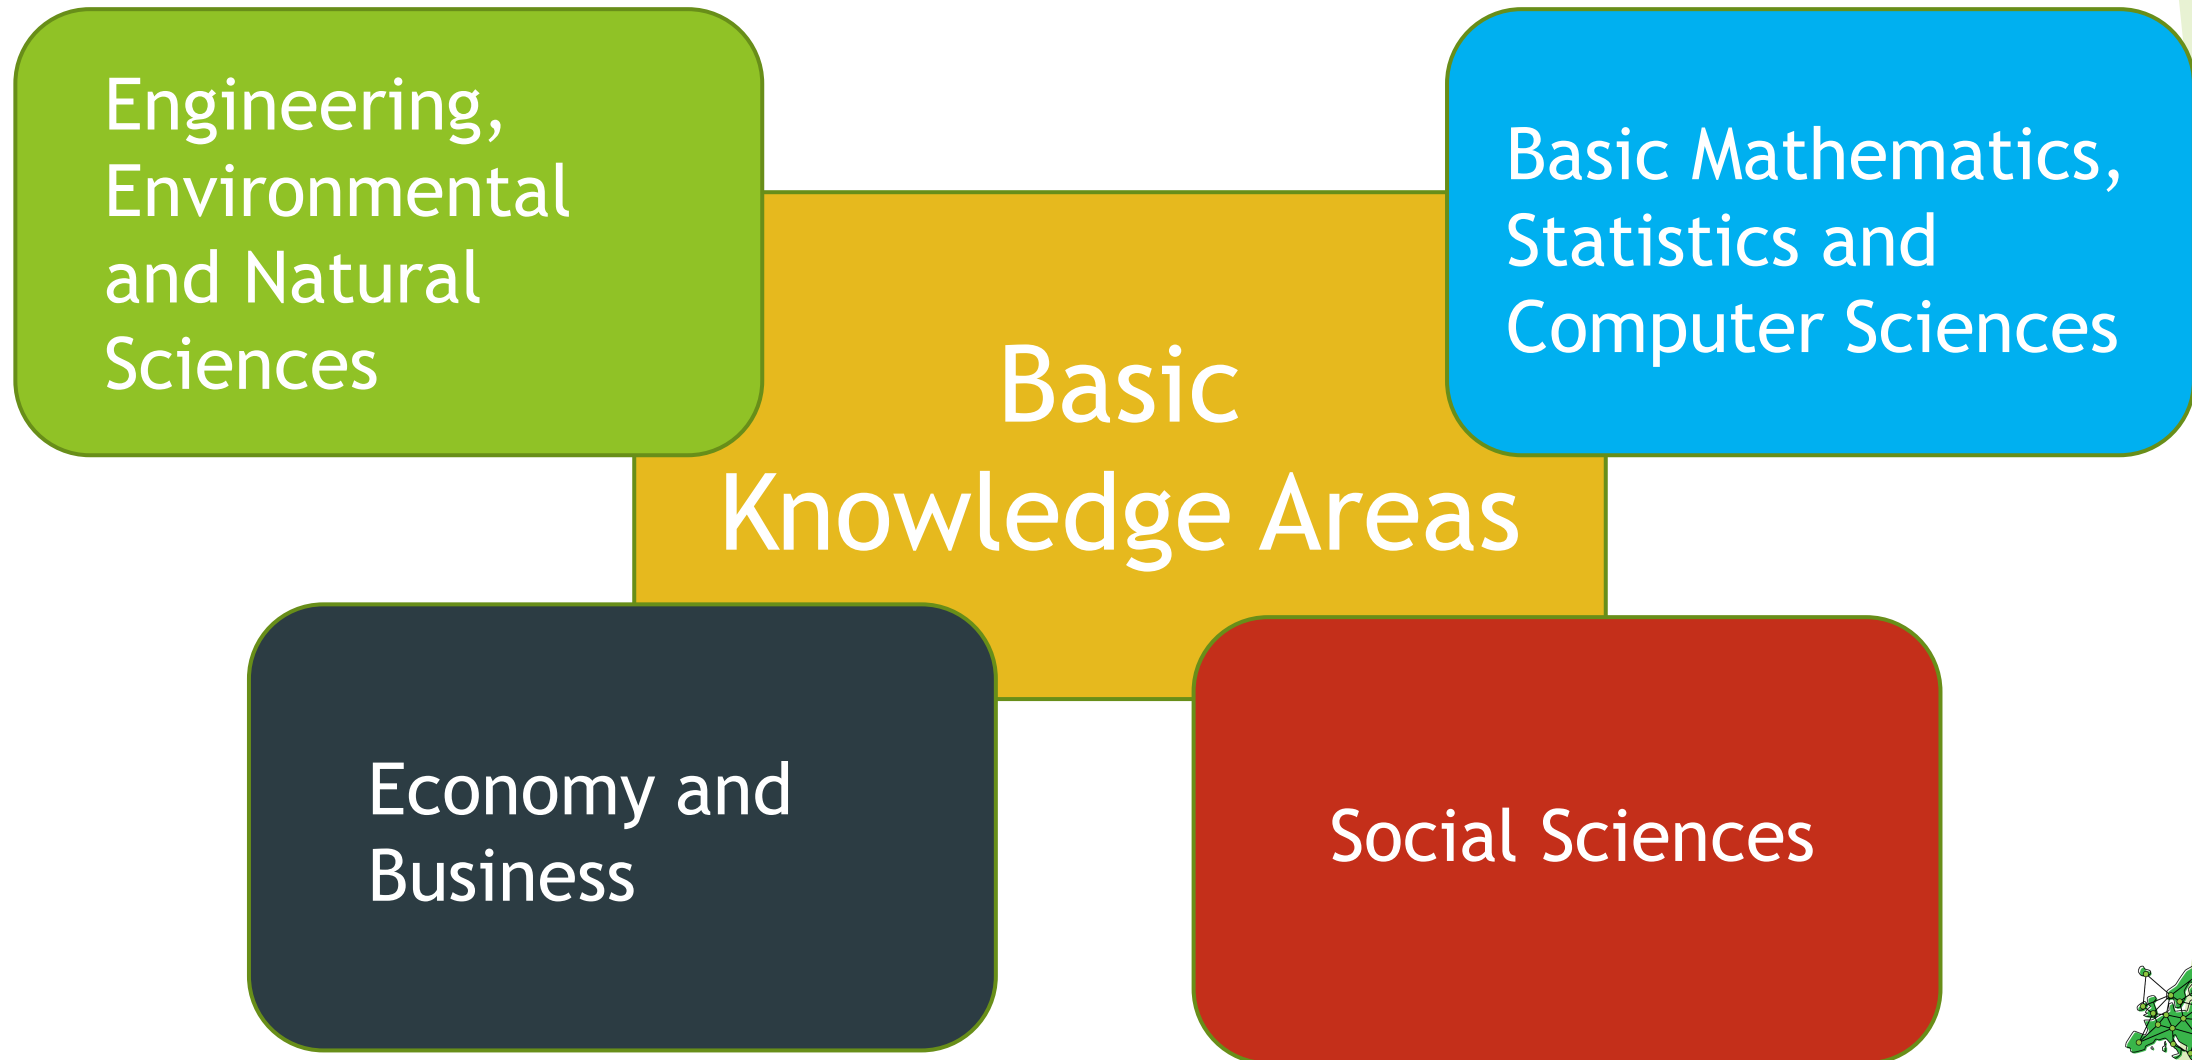 Engineering,
Environmental
and Natural
Sciences
Basic Mathematics,
Statistics and
Computer Sciences
Basic
Knowledge Areas
Economy and
Business
Social Sciences